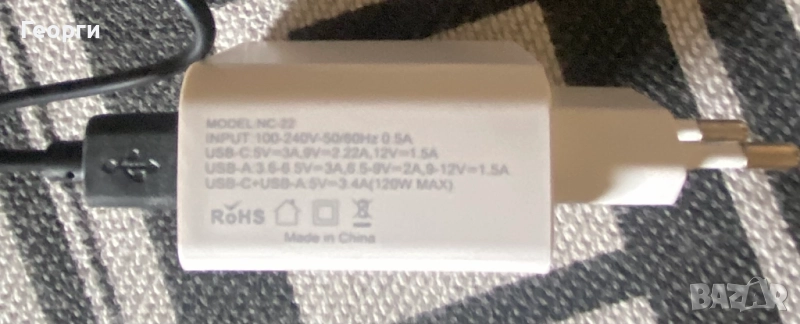 Георги
MODEL:NC-22
INPUT:100-240V-50/60Hz 0.5A
USB-C:5V=3A,9V=2.22A,12V=1.5A
USB-A:3.6-6.5V=3A,6.5-9V=2A,9-12V=1.5A
USB-C+USB-A:5V=3.4A(120W MAX)
RoHS
Made in China
BAZAR